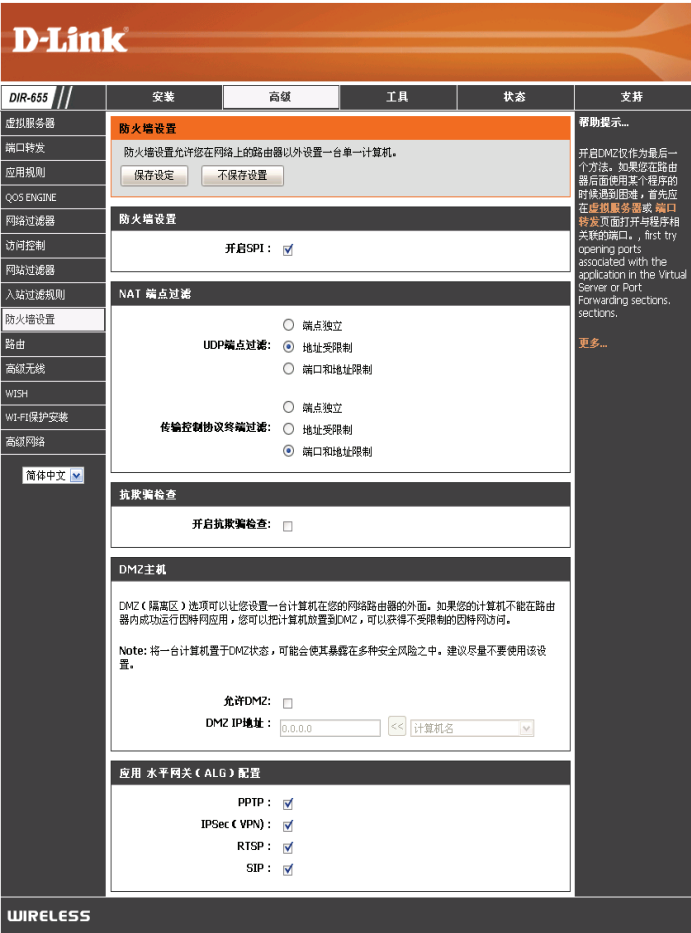 D-Link
DIR-655
安装
高级
工具
状态
支持
虚拟服务器
端口转发
应用规则
QOS ENGINE
网络过滤器
访问控制
网站过滤器
入站过滤规则
防火墙设置
路由
高级无线
WISH
WI-FI保护安装
高级网络
简体中文
防火墙设置
防火墙设置允许您在网络上的路由器以外设置一台单一计算机。
保存设定
不保存设置
防火墙设置
开启SPI：
NAT 端点过滤
UDP端点过滤:
端点独立
地址受限制
端口和地址限制
传输控制协议终端过滤:
端点独立
地址受限制
端口和地址限制
抗欺骗检查
开启抗欺骗检查:
DMZ主机
DMZ（隔离区）选项可以让您设置一台计算机在您的网络路由器的外面。如果您的计算机不能在路由
器内成功运行因特网应用，您可以把计算机放置到DMZ，可以获得不受限制的因特网访问。
Note: 将一台计算机置于DMZ状态，可能会使其暴露在多种安全风险之中。建议尽量不要使用该设
置。
允许DMZ:
DMZ IP地址：
0.0.0.0
<<
计算机名
应用 水平网关（ALG）配置
PPTP：
IPSec（VPN）:
RTSP：
SIP：
帮助提示...
开启DMZ仅作为最后一
个方法。如果您在路由
器后面使用某个程序的
时候遇到困难，首先应
在虚拟服务器或 端口
转发页面打开与程序相
关联的端口。, first try
opening ports
associated with the
application in the Virtual
Server or Port
Forwarding sections.
sections.
更多...
WIRELESS